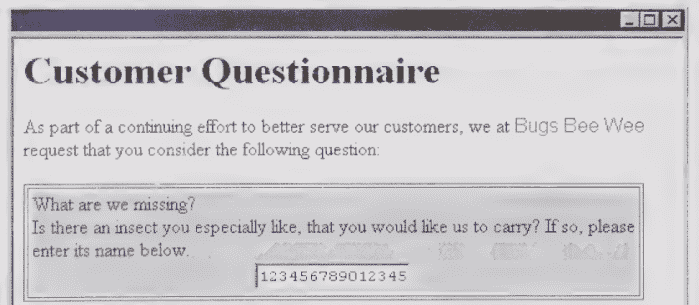 Customer Questionnaire
As part of a continuing effort to better serve our customers, we at Bugs Bee Wee
request that you consider the following question:
What are we missing?
Is there an insect you especially like, that you would like us to carry? If so, please
enter its name below.
123456789012345